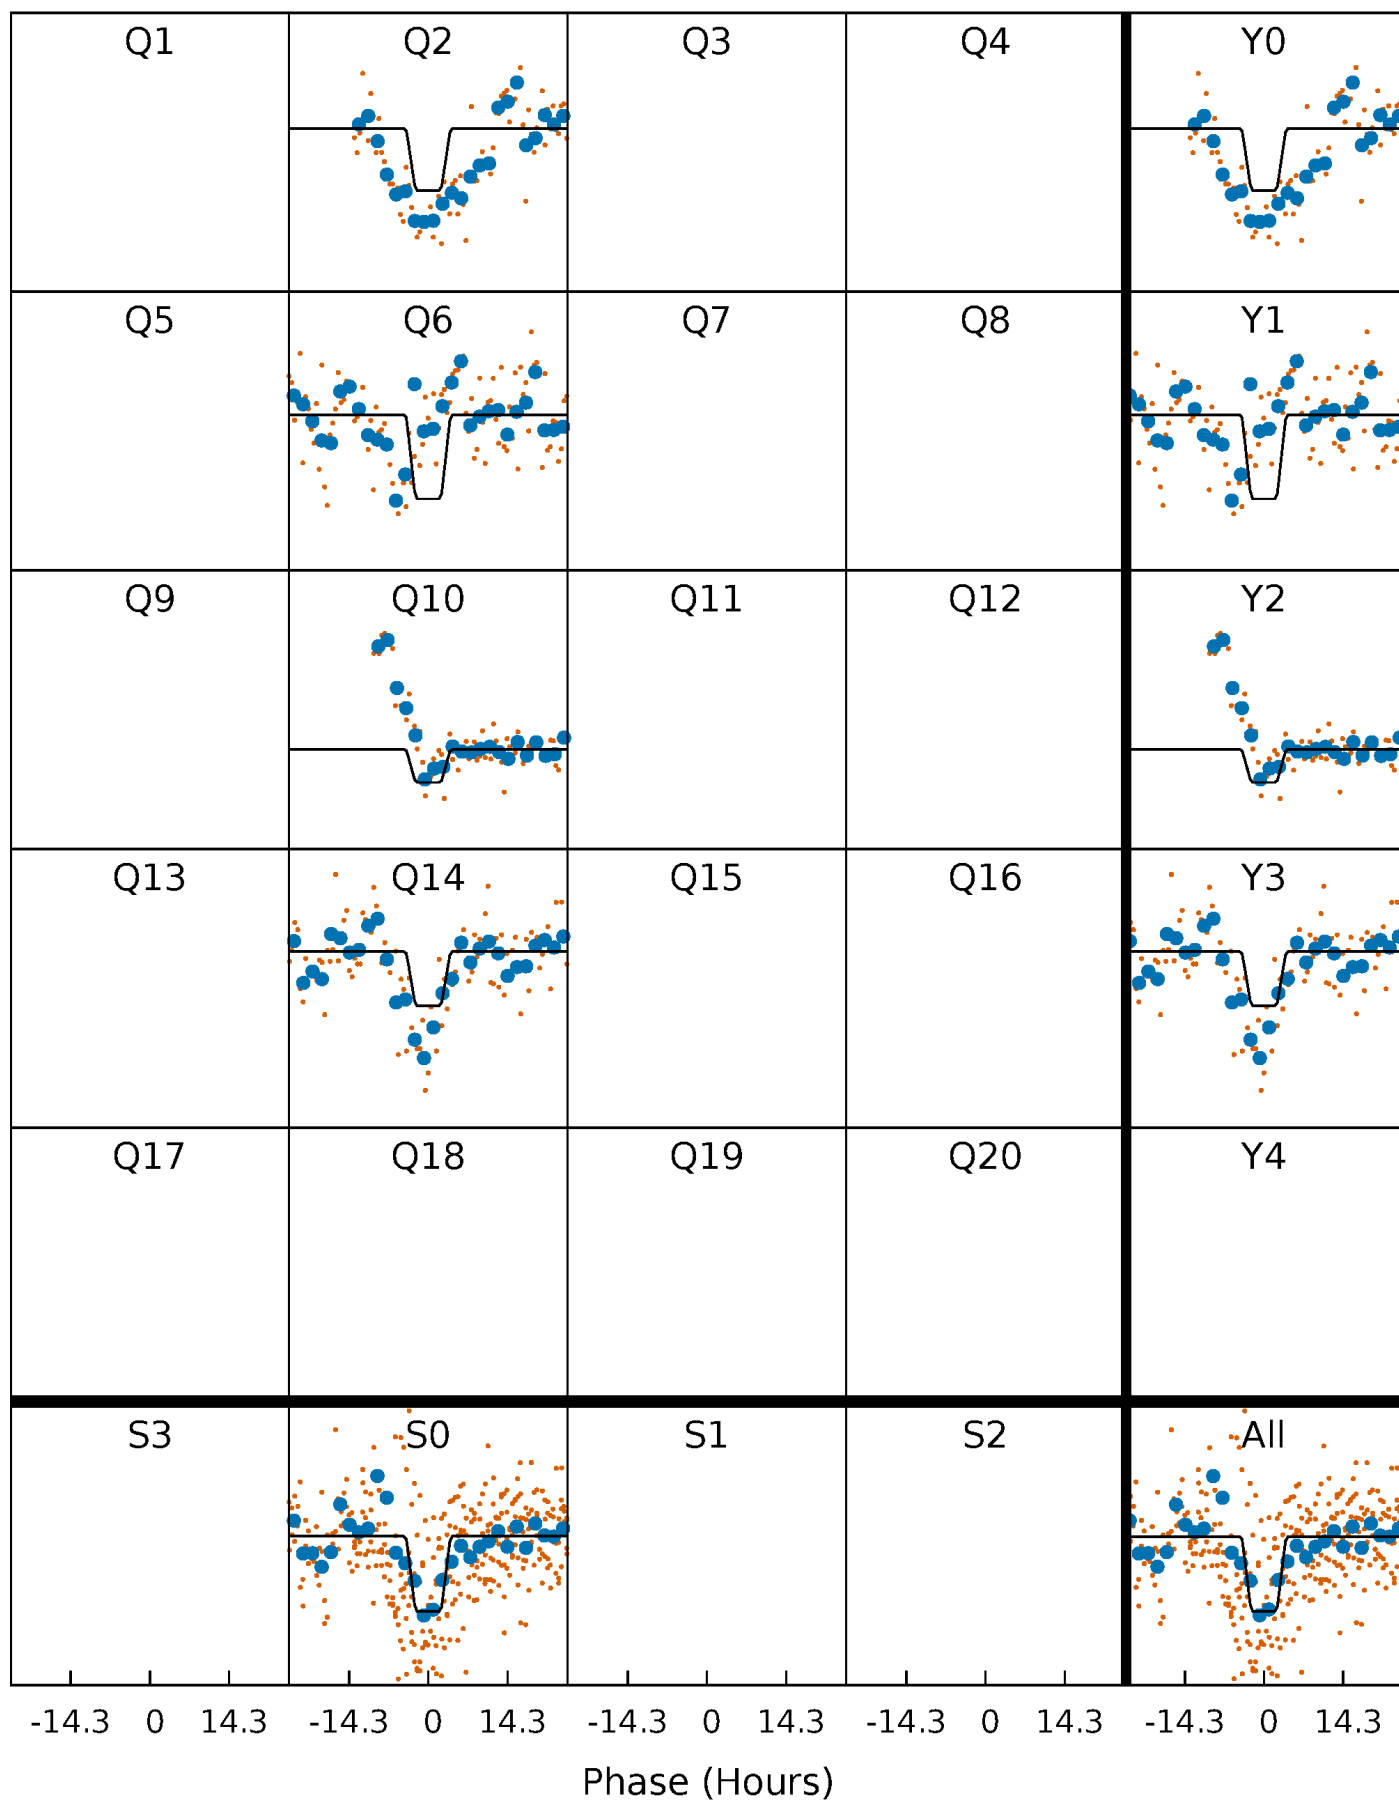 Q1 Q2 Q3 Q4 Y0
Q5 Q6 Q7 Q8 Y1
Q9 Q10 Q11 Q12 Y2
Q13 Q14 Q15 Q16 Y3
Q17 Q18 Q19 Q20 Y4
S3 S0 S1 S2 All
-14.3 0 14.3 -14.3 0 14.3 -14.3 0 14.3 -14.3 0 14.3 -14.3 0 14.3
Phase (Hours)